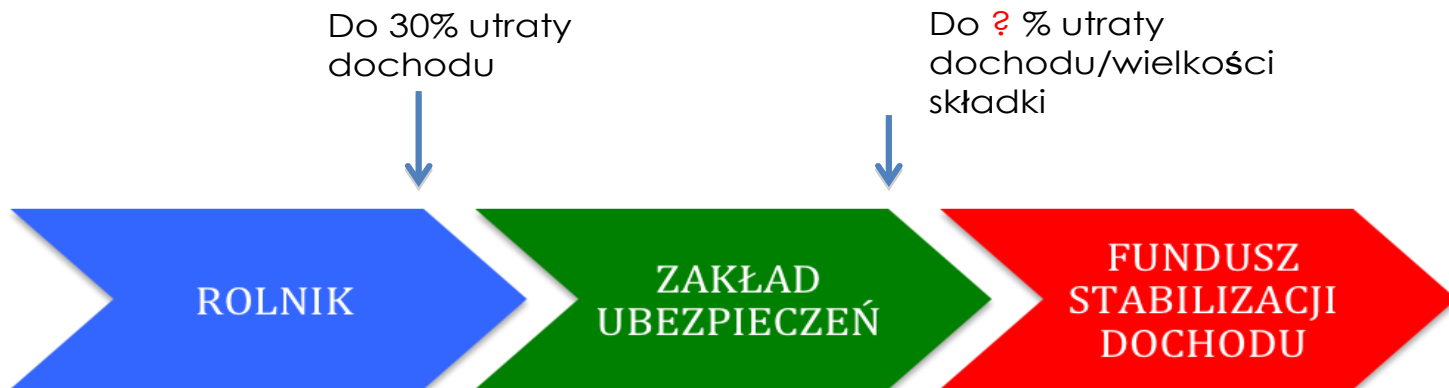 Do 30% utraty
dochodu
Do ? % utraty
dochodu/wielkości
składki
ROLNIK
ZAKŁAD
UBEZPIECZEŃ
FUNDUSZ
STABILIZACJI
DOCHODU